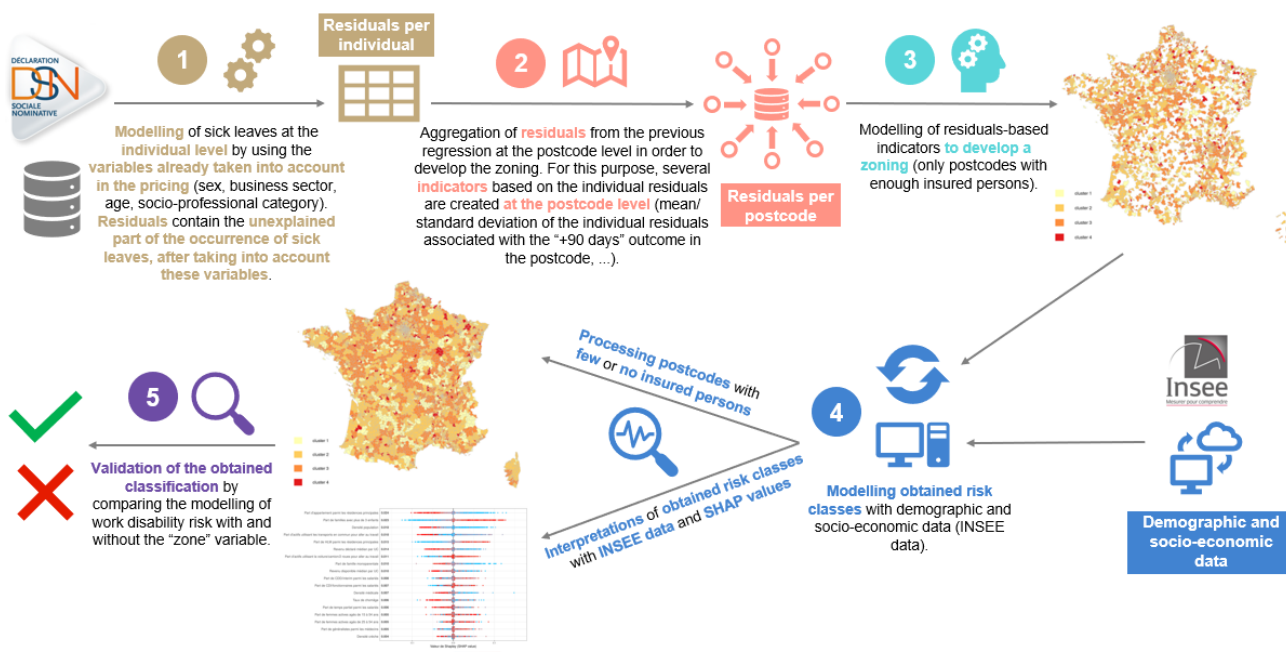 DÉCLARATION
DSN
SOCIALE
NOMINATIVE
1
Modelling of sick leaves at the
individual level by using the
variables already taken into account
in the pricing (sex, business sector,
age, socio-professional category).
Residuals contain the unexplained
part of the occurrence of sick
leaves, after taking into account
these variables.
Residuals per
individual
2
Aggregation of residuals from the previous
regression at the postcode level in order to
develop the zoning. For this purpose, several
indicators based on the individual residuals
are created at the postcode level (mean/
standard deviation of the individual residuals
associated with the “+90 days” outcome in
the postcode, ...).
Residuals per
postcode
3
Modelling of residuals-based
indicators to develop a
zoning (only postcodes with
enough insured persons).
cluster 1
cluster 2
cluster 3
cluster 4
Insee
Mesurer pour comprendre
Demographic and
socio-economic
data
4
Modelling obtained risk
classes with demographic and
socio-economic data (INSEE
data).
Processing postcodes with
few or no insured persons
Interpretations of obtained risk classes
with INSEE data and SHAP values
cluster 1
cluster 2
cluster 3
cluster 4
5
Validation of the obtained
classification by
comparing the modelling of
work disability risk with and
without the “zone” variable.